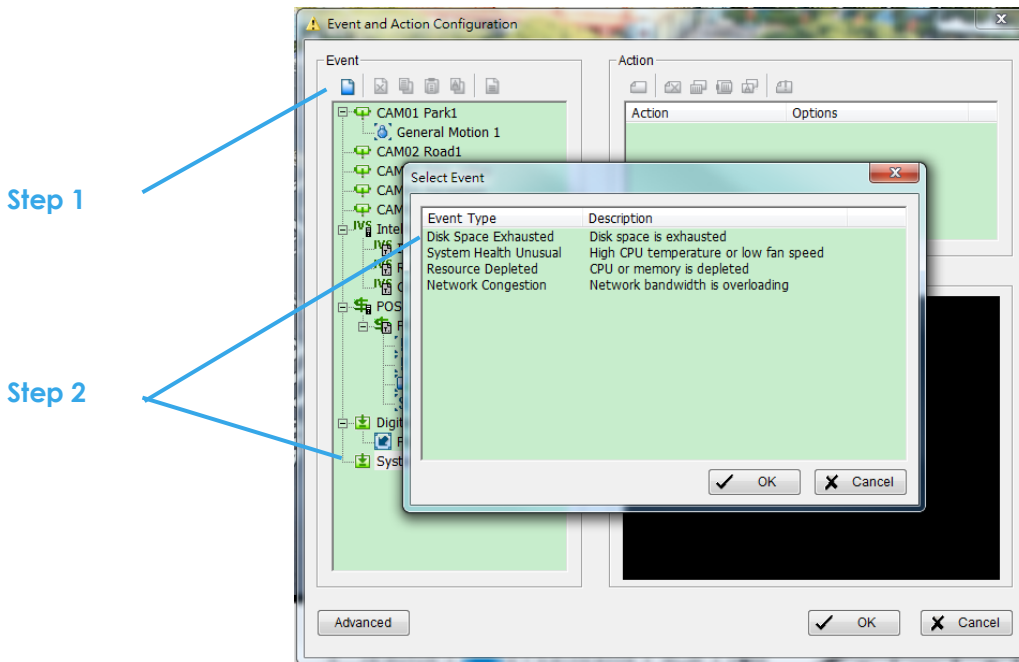 Event and Action Configuration
Event
Action
CAM01 Park1
General Motion 1
CAM02 Road1
CAM
CAM
CAM
Intel
POS
Digit
Syst
Action Options
Step 1
Step 2
Select Event
Event Type Description
Disk Space Exhausted Disk space is exhausted
System Health Unusual High CPU temperature or low fan speed
Resource Depleted CPU or memory is depleted
Network Congestion Network bandwidth is overloading
OK Cancel
Advanced
OK Cancel